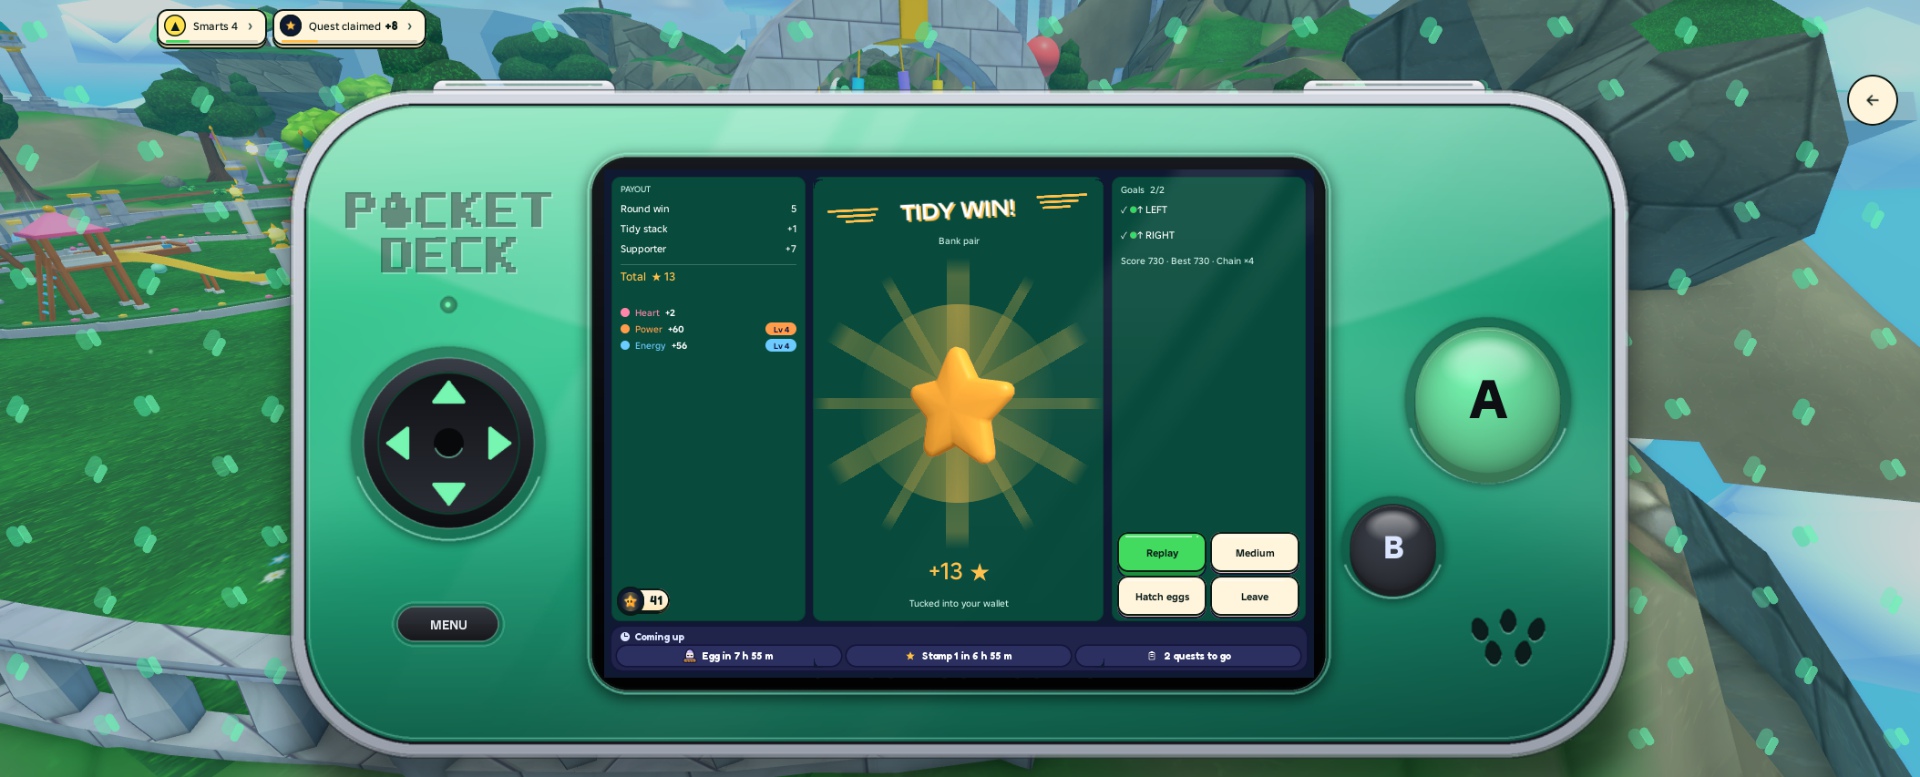 Smarts 4 ›
Quest claimed +8 ›
←
POCKET
DECK
MENU
PAYOUT
Round win 5
Tidy stack +1
Supporter +7
Total ★ 13
Heart +2
Power +60 Lv 4
Energy +56 Lv 4
41
TIDY WIN!
Bank pair
+13 ★
Tucked into your wallet
Goals 2/2
✓ ↑ LEFT
✓ ↑ RIGHT
Score 730 · Best 730 · Chain ×4
Replay
Medium
Hatch eggs
Leave
Coming up
Egg in 7 h 55 m
Stamp 1 in 6 h 55 m
2 quests to go
A
B